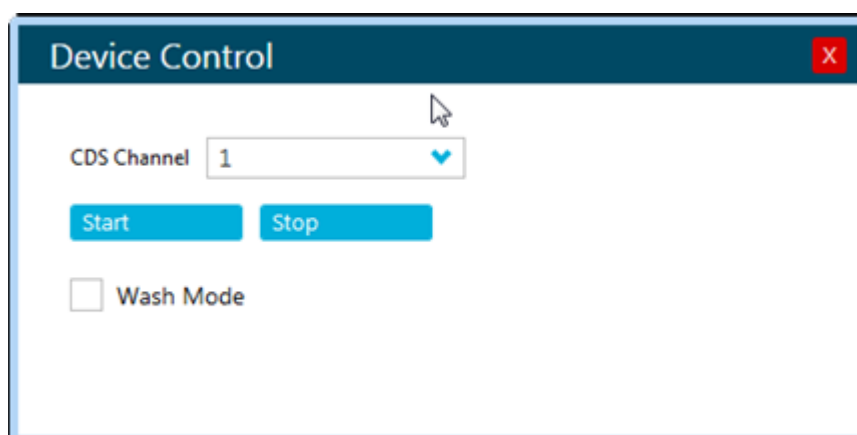 Device Control X
CDS Channel 1
Start Stop
Wash Mode